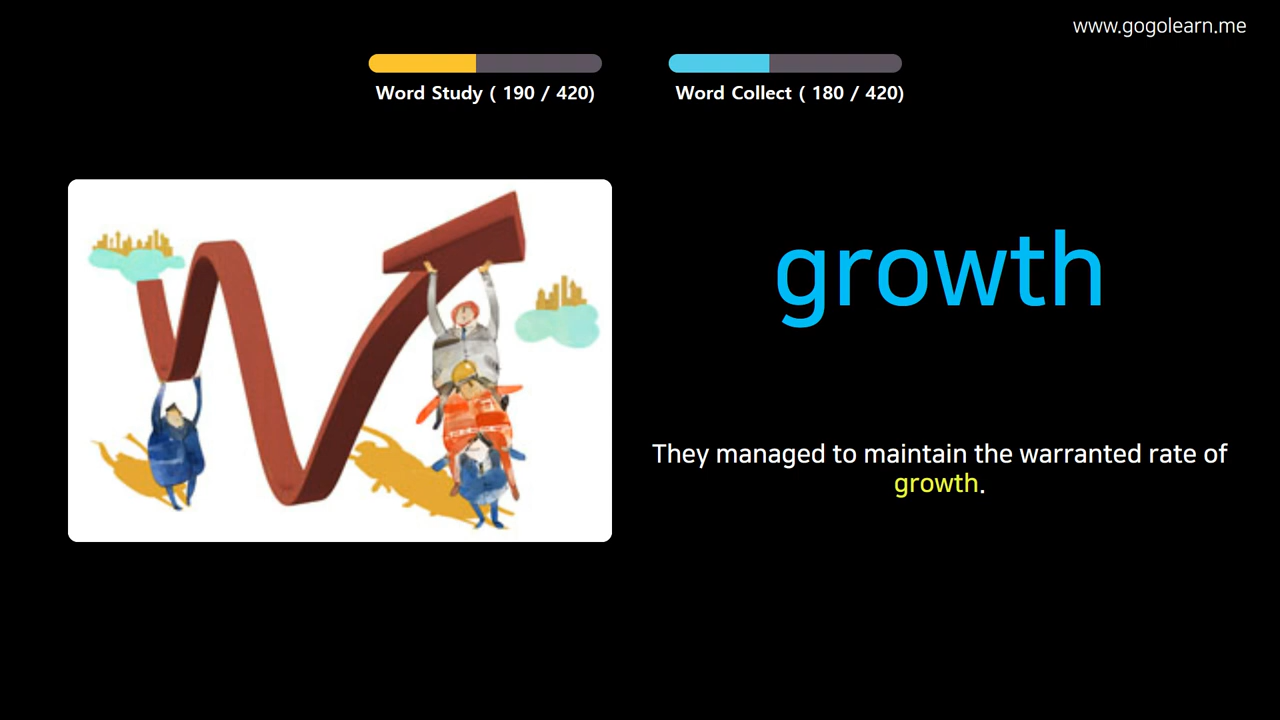 www.gogolearn.me
Word Study ( 190 / 420)
Word Collect ( 180 / 420)
growth
They managed to maintain the warranted rate of
growth.